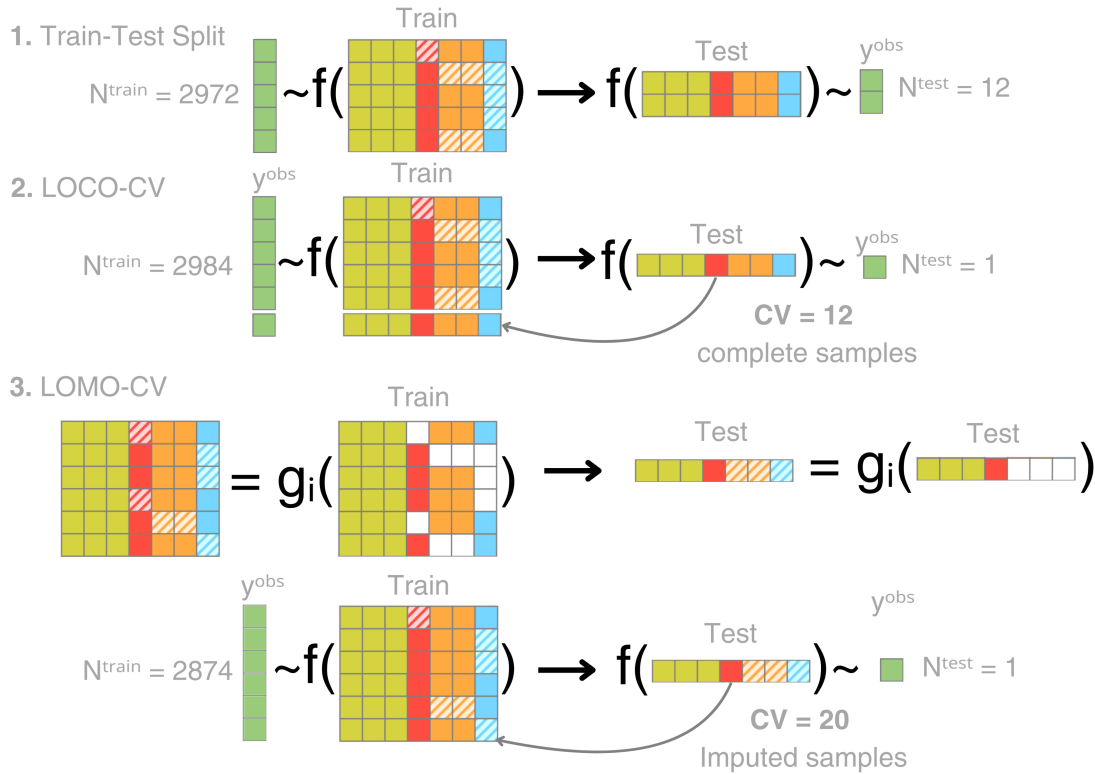 Train
1. Train-Test Split
Test
yobs
Ntrain = 2972
~f( ) → f( ) ~
Ntest = 12
2. LOCO-CV
yobs
Train
Test
yobs
Ntrain = 2984
~f( ) → f( ) ~
Ntest = 1
CV = 12
complete samples
3. LOMO-CV
Train
Test
Test
= gi( ) → = gi( )
yobs
Train
yobs
Test
Ntrain = 2874
~f( ) → f( ) ~
Ntest = 1
CV = 20
Imputed samples